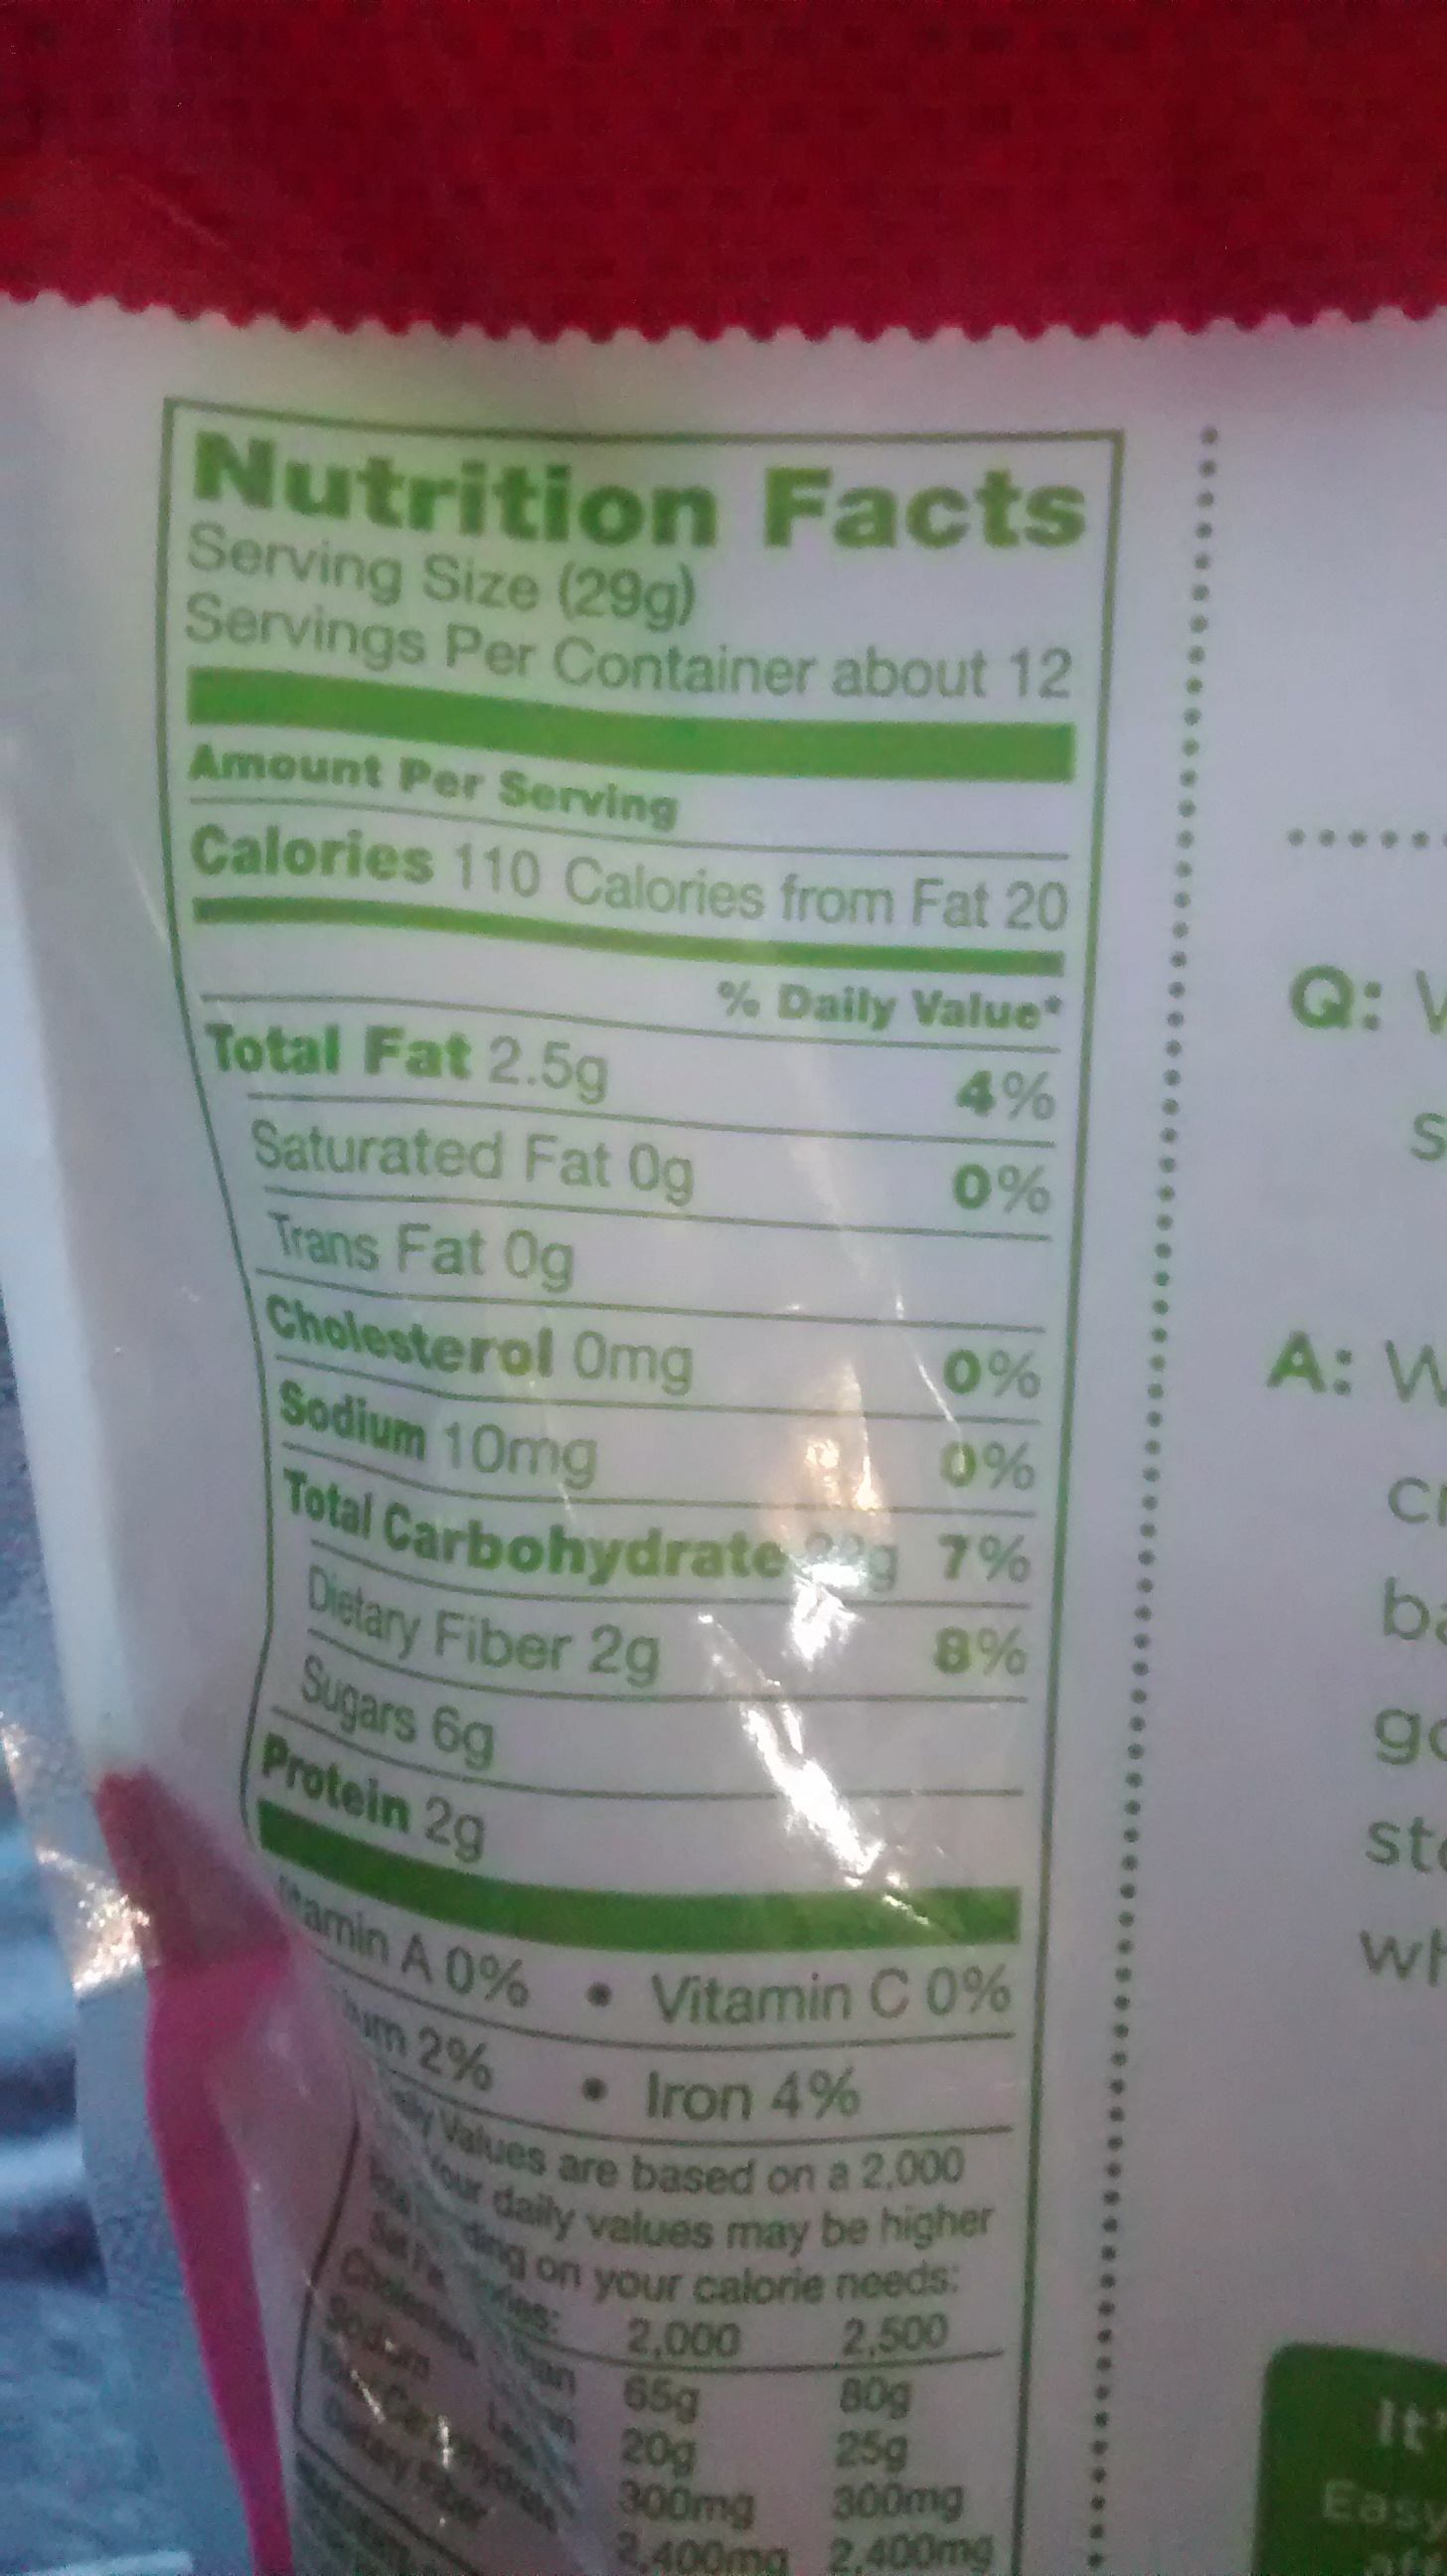 Nutrition Facts
Serving Size (29g)
Servings Per Container about 12
Amount Per Serving
Calories 110 Calories from Fat 20
% Daily Value*
Total Fat 2.5g 4%
Saturated Fat 0g 0%
Trans Fat 0g
Cholesterol 0mg 0%
Sodium 10mg 0%
Total Carbohydrate 7%
Dietary Fiber 2g 8%
Sugars 6g
Protein 2g
A 0% • Vitamin C 0%
2% • Iron 4%
Values are based on a 2,000
daily values may be higher
on your calorie needs:
2,000 2,500
65g 80g
20g 25g
300mg 300mg
2,400mg 2,400mg
Q:
A:
Easy